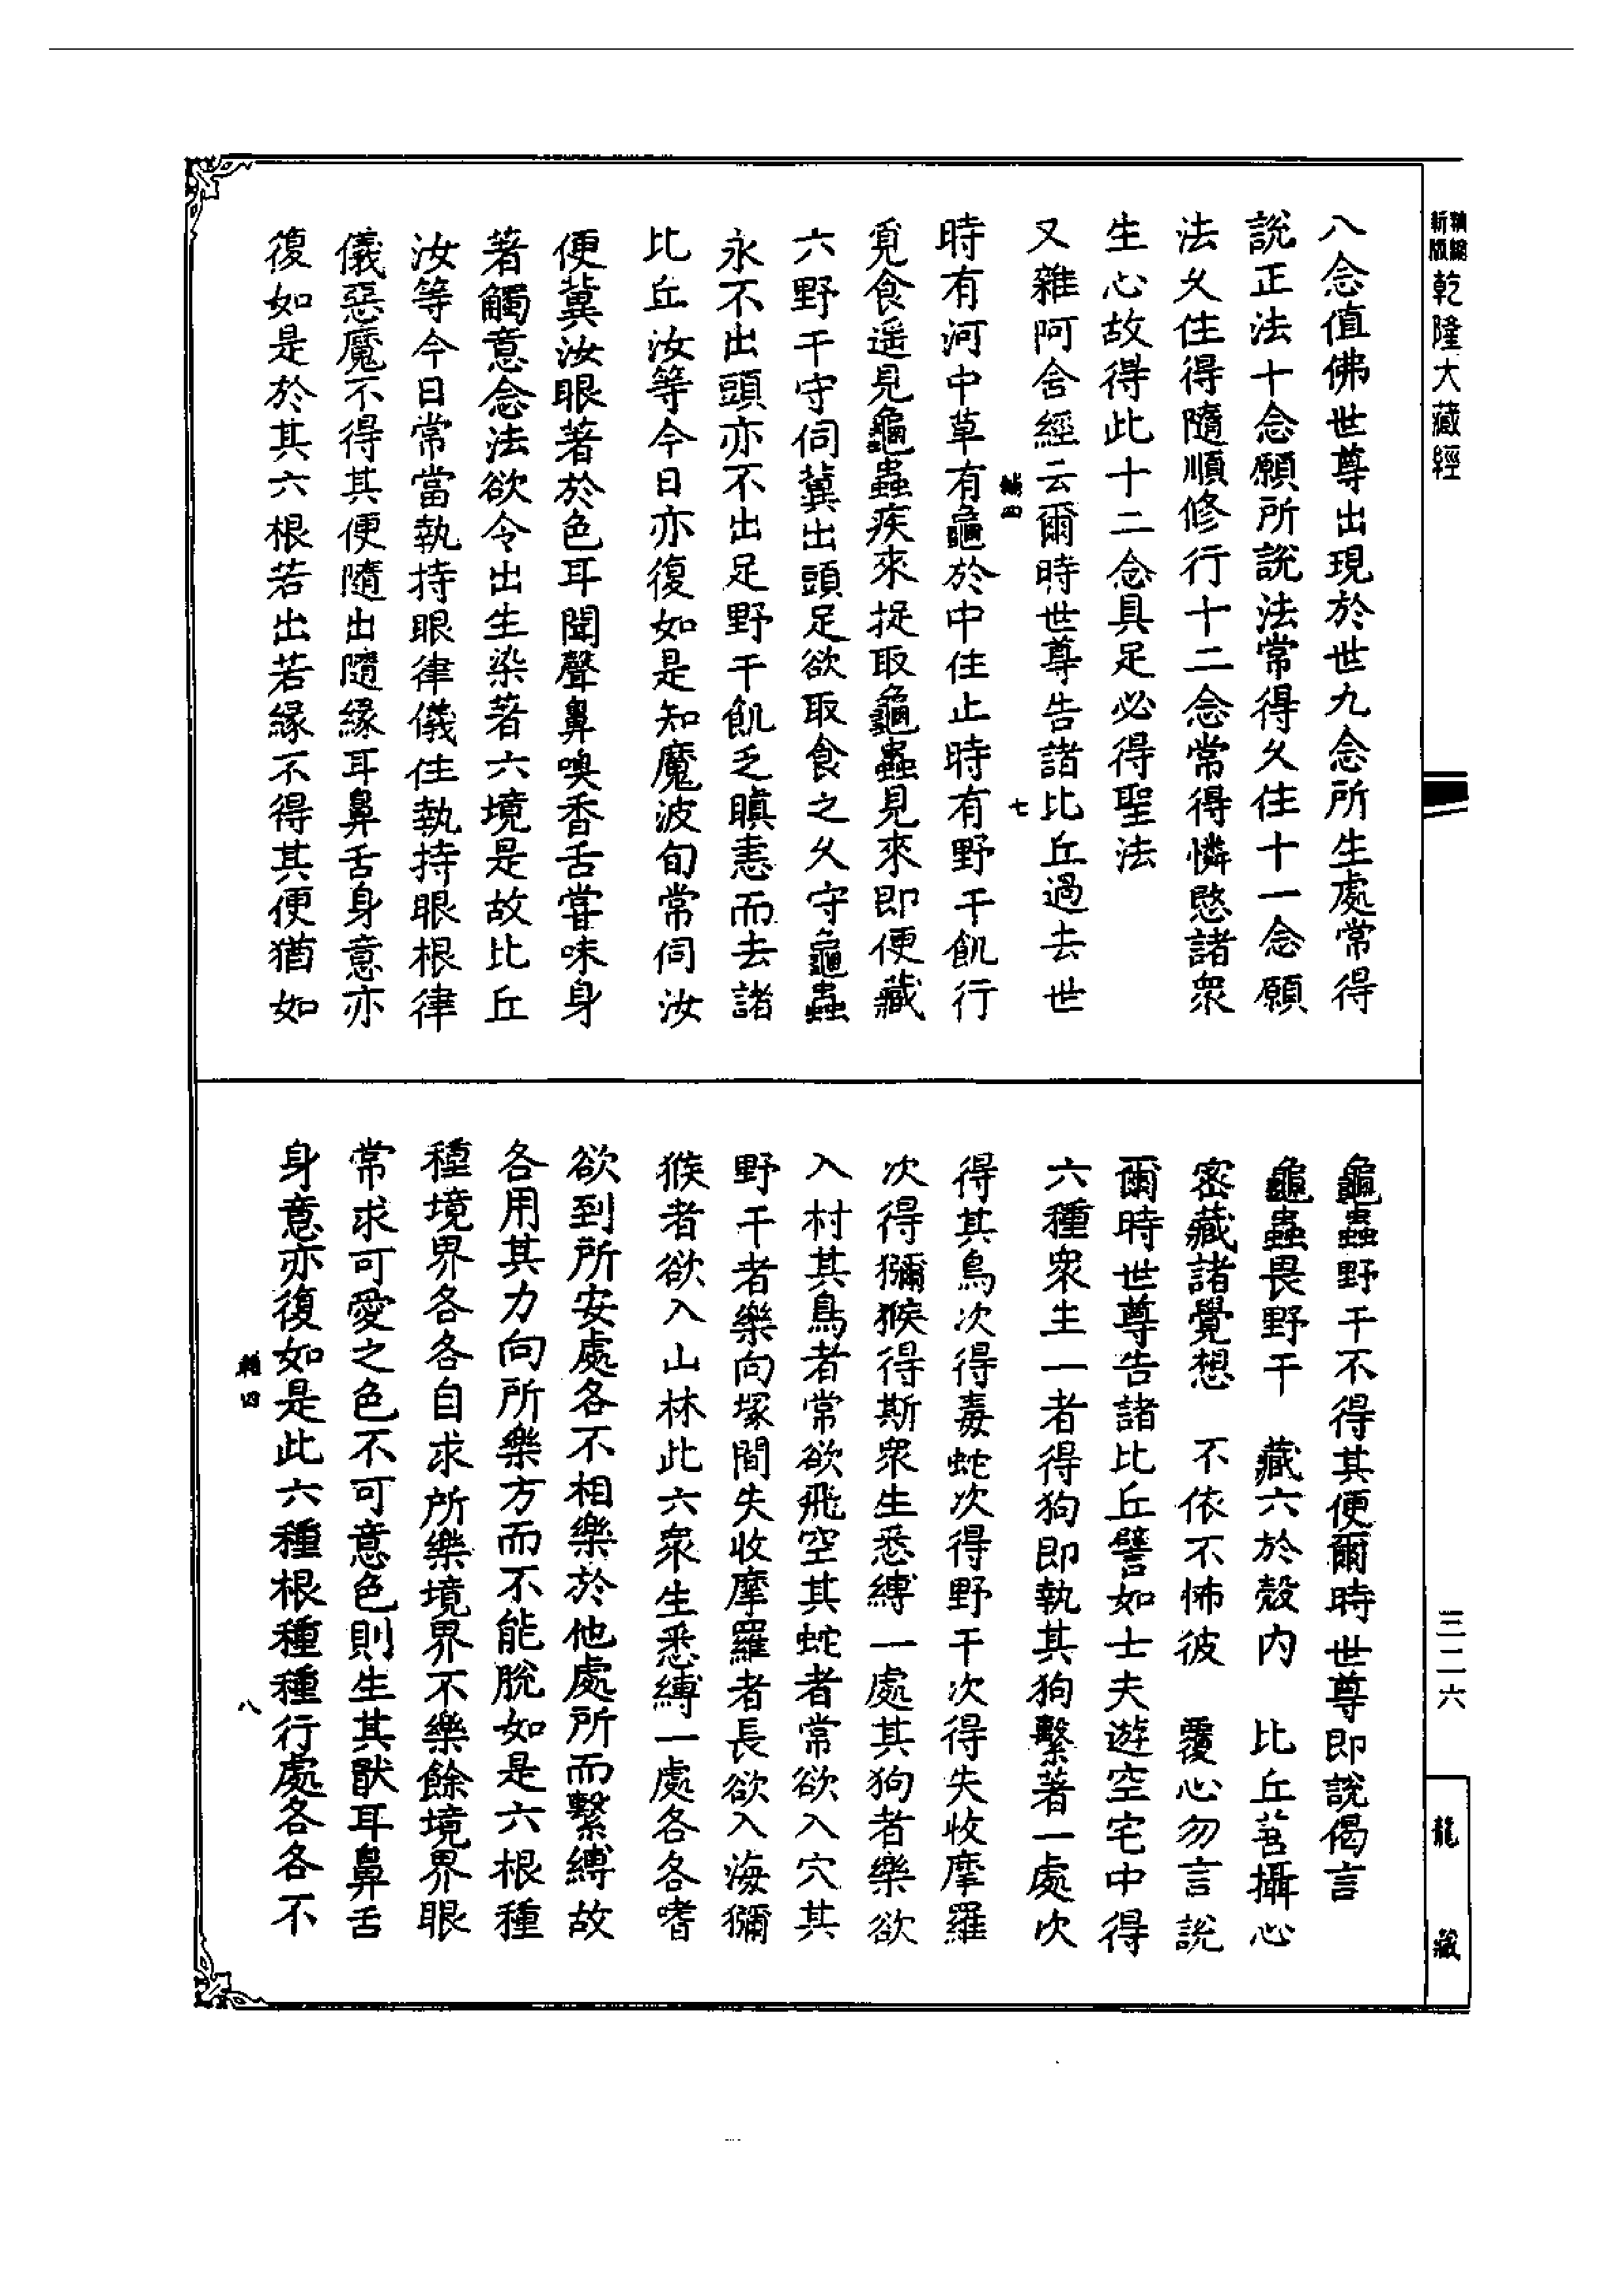 新版
乾隆大藏經
八念值佛世尊出現於世九念所生處常得
說正法十念願所說法常得久住十一念願
法久住得隨順修行十二念常得憐愍諸衆
生心故得此十二念具足必得聖法
又雜阿含經云爾時世尊告諸比丘過去世
四
七
時有河中草有龜於中住止時有野干飢行
覓食遥見龜蟲疾來捉取龜蟲見來即便藏
六野干守伺冀出頭足欲取食之久守龜蟲
永不出頭亦不出足野干飢乏瞋恚而去諸
比丘汝等今日亦復如是知魔波旬常伺汝
便冀汝眼著於色耳聞聲鼻嗅香舌嘗味身
著觸意念法欲令出生染著六境是故比丘
汝等今日常當執持眼律儀住執持眼根律
儀惡魔不得其便隨出隨緣耳鼻舌身意亦
復如是於其六根若出若緣不得其便猶如
龜蟲野干不得其便爾時世尊即說偈言
龜蟲畏野干 藏六於殼内 比丘善攝心
密藏諸覺想 不依不怖彼 覆心勿言說
爾時世尊告諸比丘譬如士夫遊空宅中得
六種衆生一者得狗即執其狗繫著一處次
得其鳥次得毒蛇次得野干次得失收摩羅
次得獼猴得斯衆生悉縛一處其狗者樂欲
入村其鳥者常欲飛空其蛇者常欲入穴其
野干者樂向塚間失收摩羅者長欲入海獼
猴者欲入山林此六衆生悉縛一處各各嗜
欲到所安處各不相樂於他處所而繫縛故
各用其力向所樂方而不能脫如是六根種
種境界各各自求所樂境界不樂餘境界眼
常求可愛之色不可意色則生其猒耳鼻舌
身意亦復如是此六種根種種行處各各不
四
八
三二六
龍藏